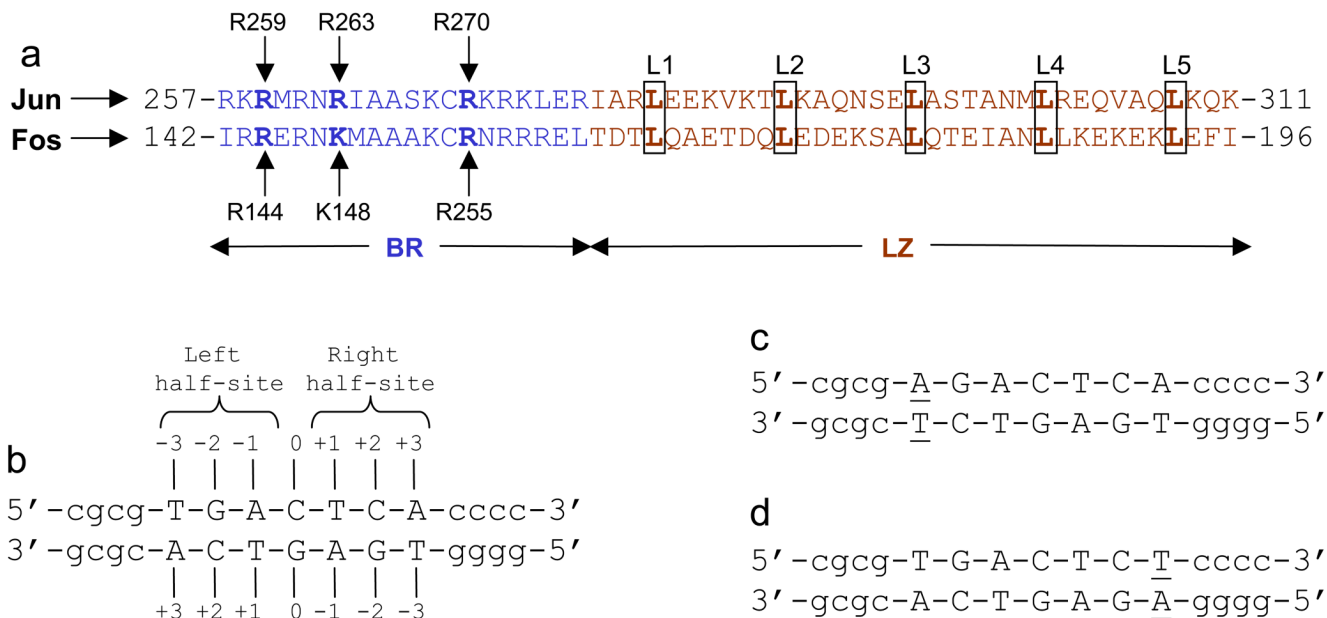 a
R259 R263 R270
L1 L2 L3 L4 L5
Jun 257-RKRMRNRIAASKCRKRKLERIARLEEKVKTLKAQNSELASTANMLREQVAQLKQK-311
Fos 142-IRRERNKMAAAKCRNRRRELTDTLQAETDQLEDEKSALQTEIANLLKEKEKLEFI-196
R144 K148 R255
BR LZ
b
Left half-site
Right half-site
-3 -2 -1 0 +1 +2 +3
5′-cgcg-T-G-A-C-T-C-A-cccc-3′
3′-gcgc-A-C-T-G-A-G-T-gggg-5′
+3 +2 +1 0 -1 -2 -3
c
5′-cgcg-A-G-A-C-T-C-A-cccc-3′
3′-gcgc-T-C-T-G-A-G-T-gggg-5′
d
5′-cgcg-T-G-A-C-T-C-T-cccc-3′
3′-gcgc-A-C-T-G-A-G-A-gggg-5′